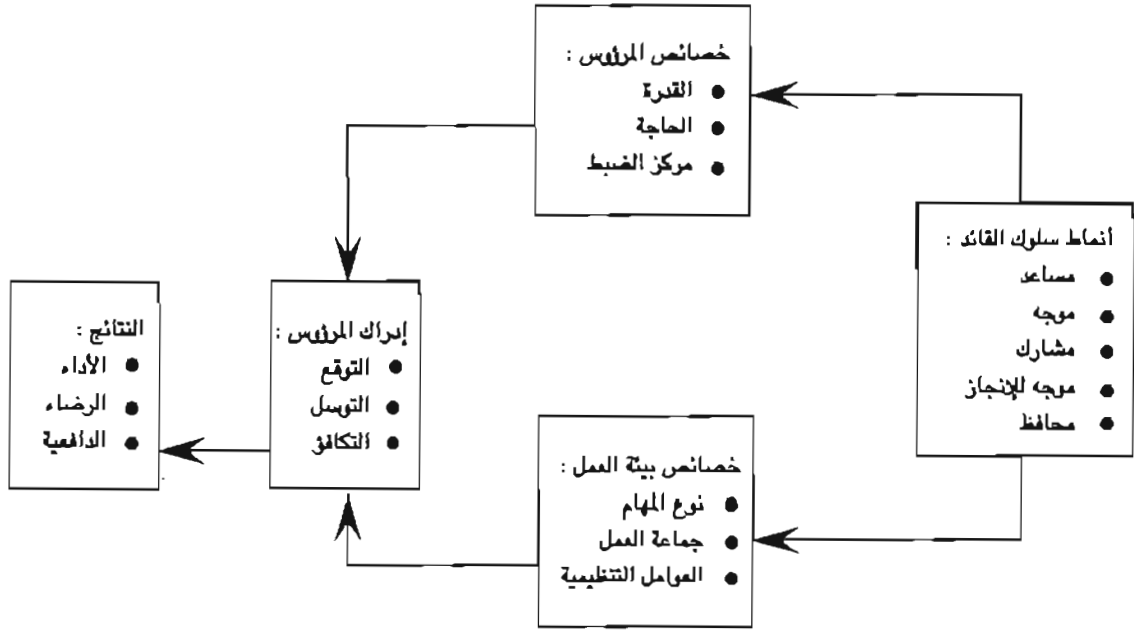 أنماط سلوك القائد :
● مساعد
● موجه
● مشارك
● موجه للإنجاز
● محافظ
خصائص المرؤوس :
● القدرة
● الحاجة
● مركز الضبط
خصائص بيئة العمل :
● نوع المهام
● جماعة العمل
● العوامل التنظيمية
إدراك المرؤوس :
● التوقع
● التوسل
● التكافؤ
النتائج :
● الأداء
● الرضاء
● الدافعية